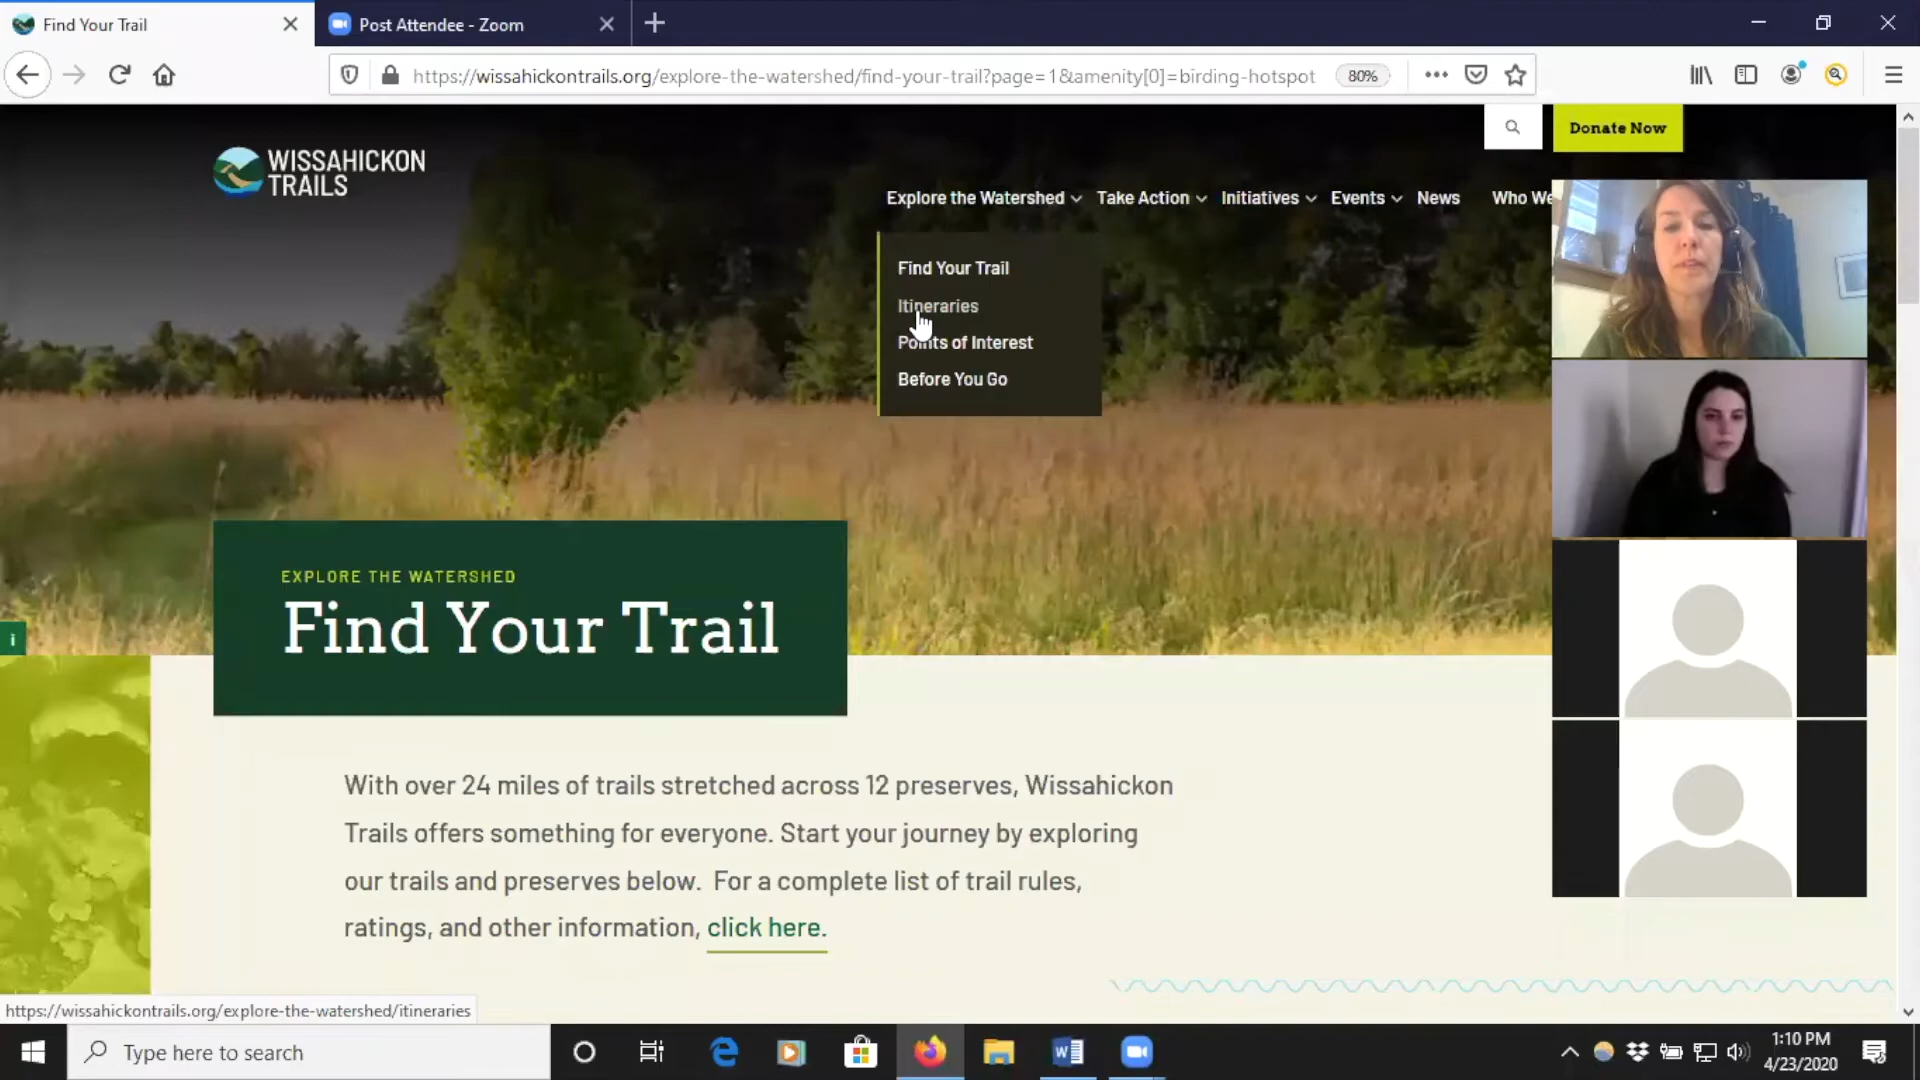 Find Your Trail
Post Attendee - Zoom
https://wissahickontrails.org/explore-the-watershed/find-your-trail?page=1&amenity[0]=birding-hotspot
80%
Donate Now
WISSAHICKON
TRAILS
Explore the Watershed
Take Action
Initiatives
Events
News
Who We
Find Your Trail
Itineraries
Points of Interest
Before You Go
EXPLORE THE WATERSHED
Find Your Trail
i
With over 24 miles of trails stretched across 12 preserves, Wissahickon
Trails offers something for everyone. Start your journey by exploring
our trails and preserves below. For a complete list of trail rules,
ratings, and other information, click here.
https://wissahickontrails.org/explore-the-watershed/itineraries
Type here to search
1:10 PM
4/23/2020